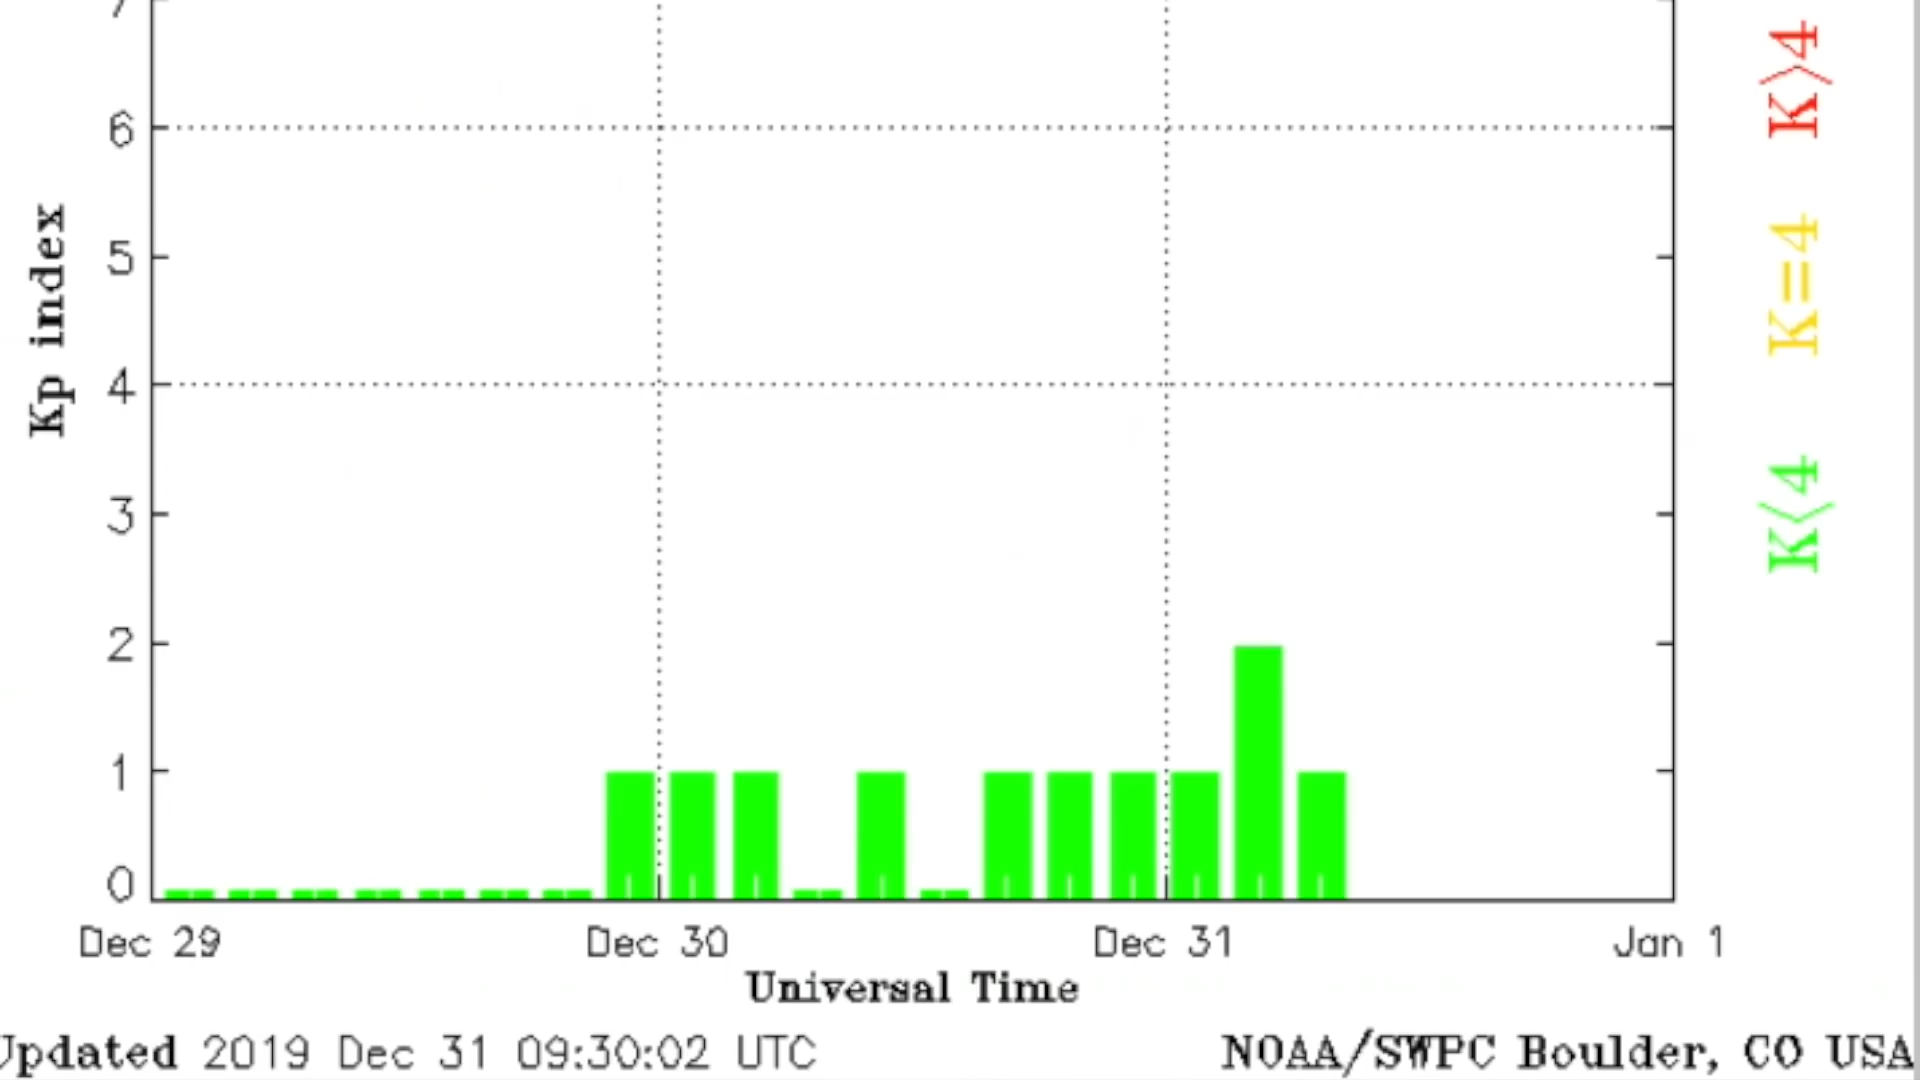 7
6
5
4
3
2
1
0
Kp index
K>4
K=4
K<4
Dec 29 Dec 30 Dec 31 Jan 1
Universal Time
Updated 2019 Dec 31 09:30:02 UTC NOAA/SWPC Boulder, CO USA